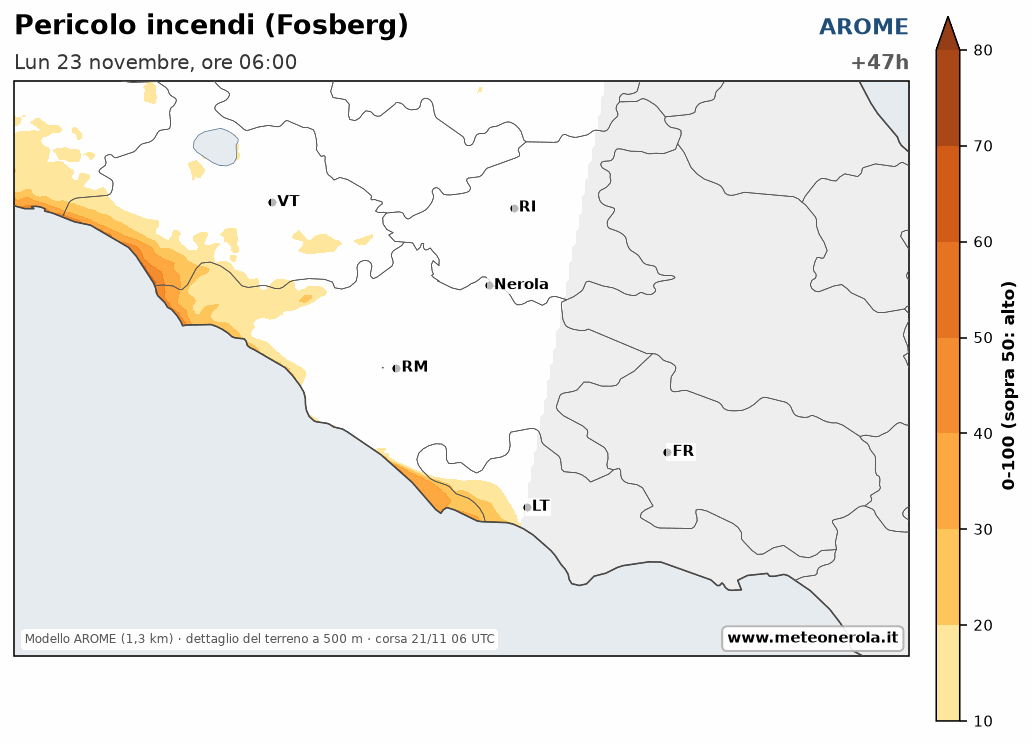 Pericolo incendi (Fosberg)
AROME
Lun 23 novembre, ore 06:00
+47h
VT
RI
Nerola
RM
FR
LT
80
70
60
50
40
30
20
10
0-100 (sopra 50: alto)
Modello AROME (1,3 km) · dettaglio del terreno a 500 m · corsa 21/11 06 UTC
www.meteonerola.it